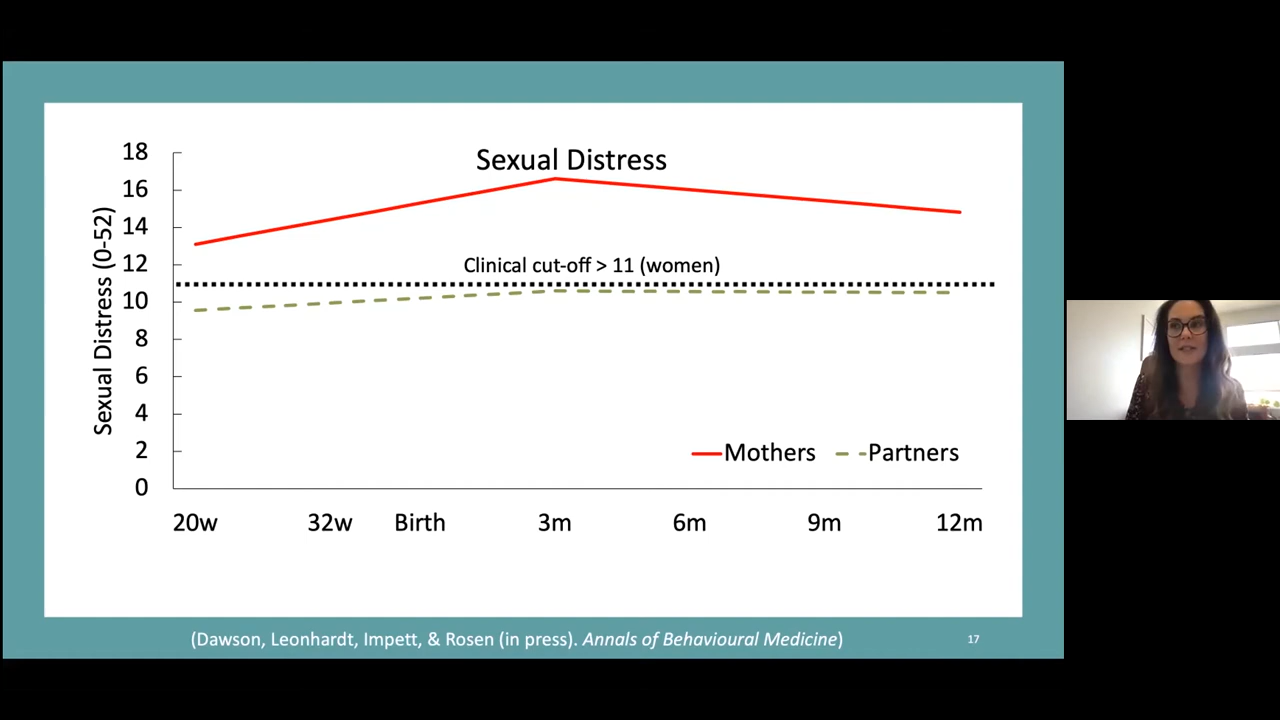 Sexual Distress
18
16
14
12
10
8
6
4
2
0
Sexual Distress (0-52)
Clinical cut-off > 11 (women)
Mothers Partners
20w 32w Birth 3m 6m 9m 12m
(Dawson, Leonhardt, Impett, & Rosen (in press). Annals of Behavioural Medicine)
17